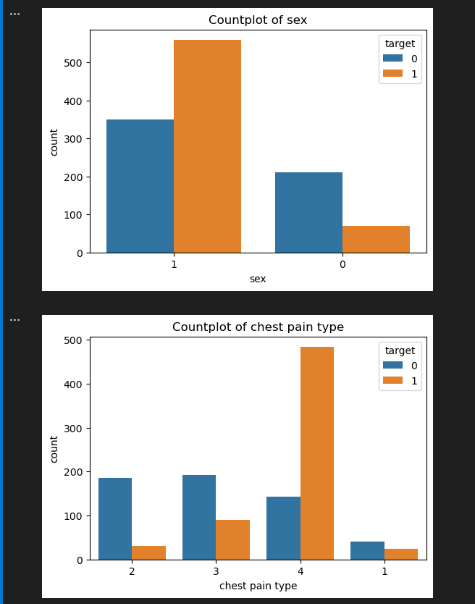 ...
Countplot of sex
target
0
1
500
400
300
200
100
0
count
1 0
sex
...
Countplot of chest pain type
target
0
1
500
400
300
200
100
0
count
2 3 4 1
chest pain type